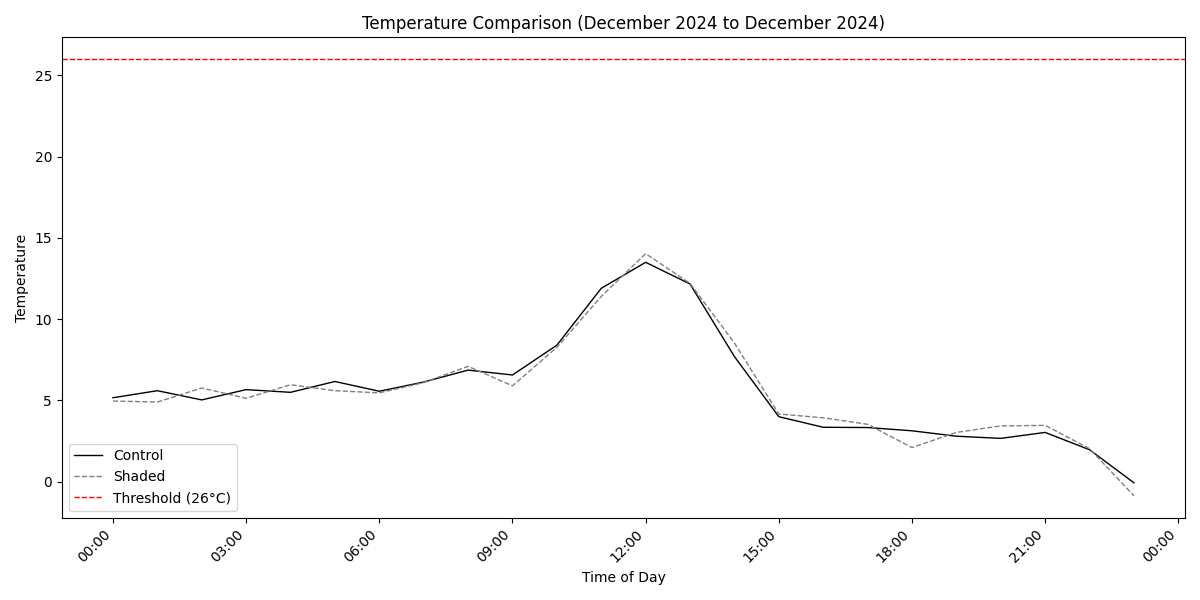 Temperature Comparison (December 2024 to December 2024)
25
20
15
10
5
0
Temperature
Control
Shaded
Threshold (26°C)
00:00
03:00
06:00
09:00
12:00
15:00
18:00
21:00
00:00
Time of Day